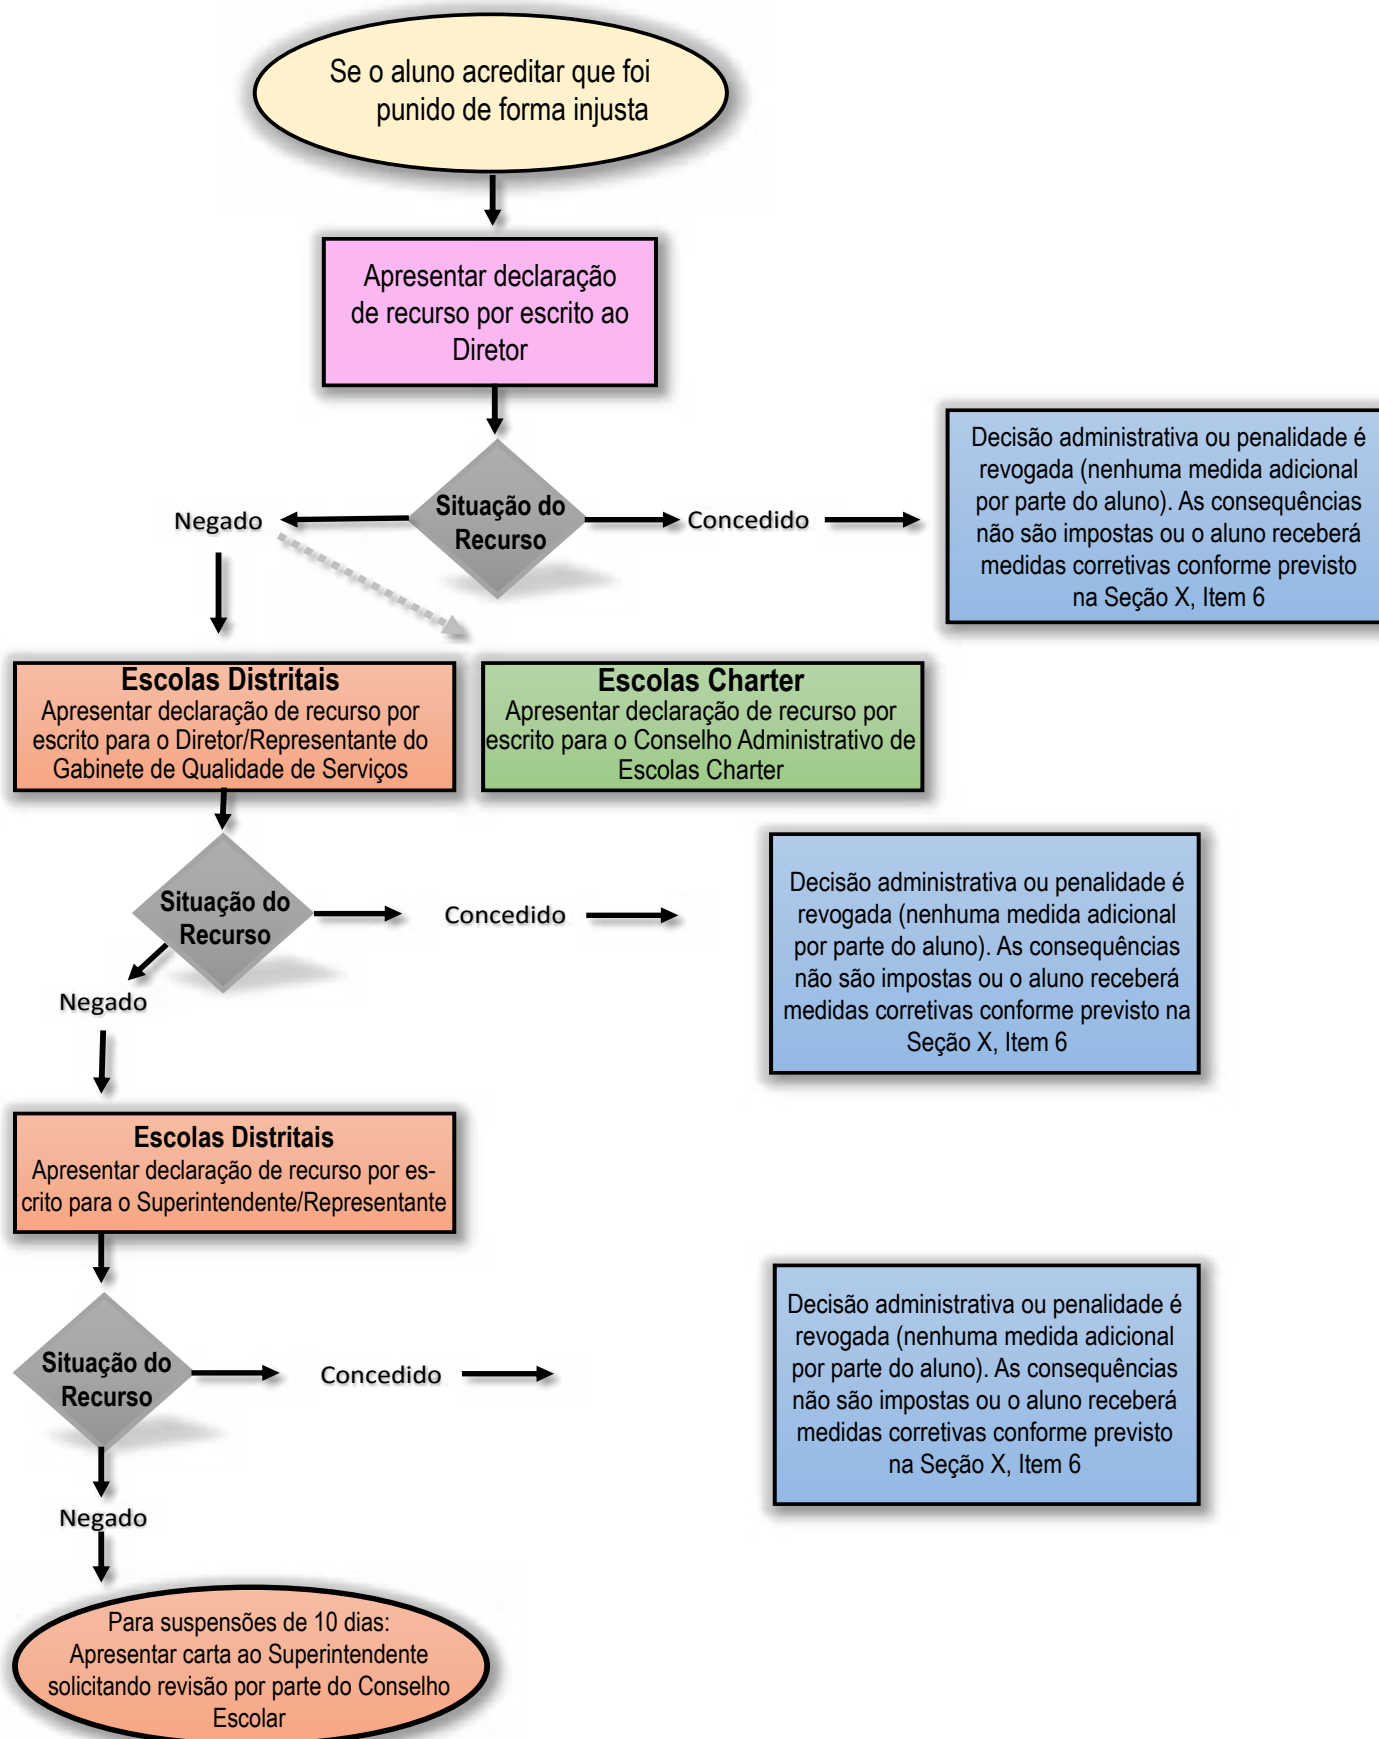 Se o aluno acreditar que foi
punido de forma injusta
Apresentar declaração
de recurso por escrito ao
Diretor
Situação do
Recurso
Negado
Concedido
Decisão administrativa ou penalidade é
revogada (nenhuma medida adicional
por parte do aluno). As consequências
não são impostas ou o aluno receberá
medidas corretivas conforme previsto
na Seção X, Item 6
Escolas Distritais
Apresentar declaração de recurso por
escrito para o Diretor/Representante do
Gabinete de Qualidade de Serviços
Escolas Charter
Apresentar declaração de recurso por
escrito para o Conselho Administrativo de
Escolas Charter
Situação do
Recurso
Concedido
Negado
Decisão administrativa ou penalidade é
revogada (nenhuma medida adicional
por parte do aluno). As consequências
não são impostas ou o aluno receberá
medidas corretivas conforme previsto na
Seção X, Item 6
Escolas Distritais
Apresentar declaração de recurso por es-
crito para o Superintendente/Representante
Situação do
Recurso
Concedido
Negado
Decisão administrativa ou penalidade é
revogada (nenhuma medida adicional
por parte do aluno). As consequências
não são impostas ou o aluno receberá
medidas corretivas conforme previsto
na Seção X, Item 6
Para suspensões de 10 dias:
Apresentar carta ao Superintendente
solicitando revisão por parte do Conselho
Escolar